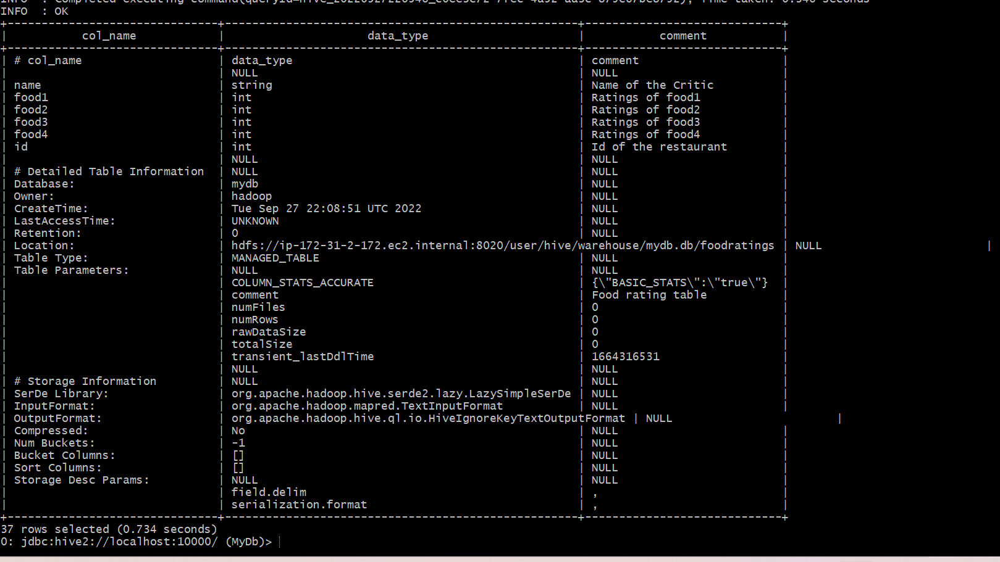 INFO  : OK
+-------------------------------+----------------------------------------------------+-----------------------------+
|           col_name            |                     data_type                      |           comment           |
+-------------------------------+----------------------------------------------------+-----------------------------+
| # col_name                    | data_type                                          | comment                     |
|                               | NULL                                               | NULL                        |
| name                          | string                                             | Name of the Critic          |
| food1                         | int                                                | Ratings of food1            |
| food2                         | int                                                | Ratings of food2            |
| food3                         | int                                                | Ratings of food3            |
| food4                         | int                                                | Ratings of food4            |
| id                            | int                                                | Id of the restaurant        |
|                               | NULL                                               | NULL                        |
| # Detailed Table Information  | NULL                                               | NULL                        |
| Database:                     | mydb                                               | NULL                        |
| Owner:                        | hadoop                                             | NULL                        |
| CreateTime:                   | Tue Sep 27 22:08:51 UTC 2022                       | NULL                        |
| LastAccessTime:               | UNKNOWN                                            | NULL                        |
| Retention:                    | 0                                                  | NULL                        |
| Location:                     | hdfs://ip-172-31-2-172.ec2.internal:8020/user/hive/warehouse/mydb.db/foodratings | NULL                        |
| Table Type:                   | MANAGED_TABLE                                      | NULL                        |
| Table Parameters:             | NULL                                               | NULL                        |
|                               | COLUMN_STATS_ACCURATE                              | {\"BASIC_STATS\":\"true\"}  |
|                               | comment                                            | Food rating table           |
|                               | numFiles                                           | 0                           |
|                               | numRows                                            | 0                           |
|                               | rawDataSize                                        | 0                           |
|                               | totalSize                                          | 0                           |
|                               | transient_lastDdlTime                              | 1664316531                  |
|                               | NULL                                               | NULL                        |
| # Storage Information         | NULL                                               | NULL                        |
| SerDe Library:                | org.apache.hadoop.hive.serde2.lazy.LazySimpleSerDe | NULL                        |
| InputFormat:                  | org.apache.hadoop.mapred.TextInputFormat           | NULL                        |
| OutputFormat:                 | org.apache.hadoop.hive.ql.io.HiveIgnoreKeyTextOutputFormat | NULL                        |
| Compressed:                   | No                                                 | NULL                        |
| Num Buckets:                  | -1                                                 | NULL                        |
| Bucket Columns:               | []                                                 | NULL                        |
| Sort Columns:                 | []                                                 | NULL                        |
| Storage Desc Params:          | NULL                                               | NULL                        |
|                               | field.delim                                        | ,                           |
|                               | serialization.format                               | ,                           |
+-------------------------------+----------------------------------------------------+-----------------------------+
37 rows selected (0.734 seconds)
0: jdbc:hive2://localhost:10000/ (MyDb)>